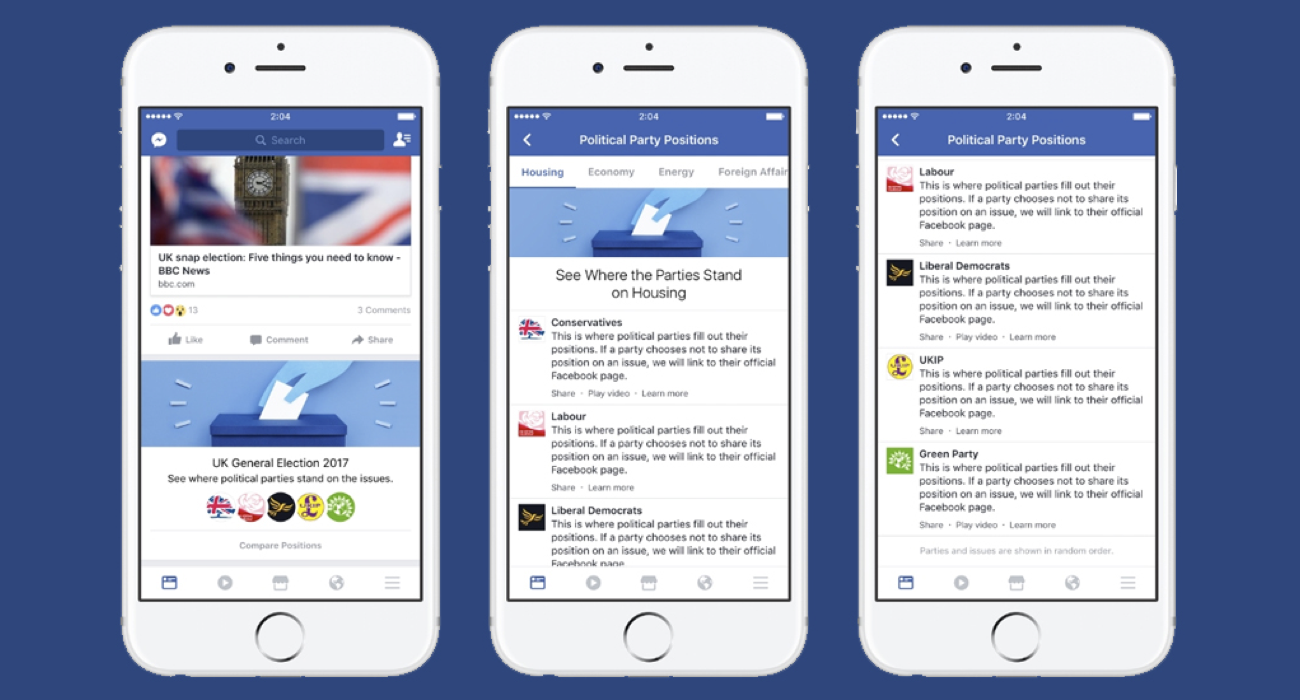 2:04
Search
UK snap election: Five things you need to know -
BBC News
bbc.com
13
3 Comments
Like
Comment
Share
UK General Election 2017
See where political parties stand on the issues.
UKIP
Compare Positions
2:04
Political Party Positions
Housing Economy Energy Foreign Affair
See Where the Parties Stand
on Housing
Conservatives
This is where political parties fill out their
positions. If a party chooses not to share its
position on an issue, we will link to their official
Facebook page.
Share · Play video · Learn more
Labour
This is where political parties fill out their
positions. If a party chooses not to share its
position on an issue, we will link to their official
Facebook page.
Share · Learn more
Liberal Democrats
This is where political parties fill out their
positions. If a party chooses not to share its
position on an issue, we will link to their official
Facebook page.
2:04
Political Party Positions
Labour
This is where political parties fill out their
positions. If a party chooses not to share its
position on an issue, we will link to their official
Facebook page.
Share · Learn more
Liberal Democrats
This is where political parties fill out their
positions. If a party chooses not to share its
position on an issue, we will link to their official
Facebook page.
Share · Play video · Learn more
UKIP
UKIP
This is where political parties fill out their
positions. If a party chooses not to share its
position on an issue, we will link to their official
Facebook page.
Share · Learn more
Green Party
This is where political parties fill out their
positions. If a party chooses not to share its
position on an issue, we will link to their official
Facebook page.
Share · Play video · Learn more
Parties and issues are shown in random order.